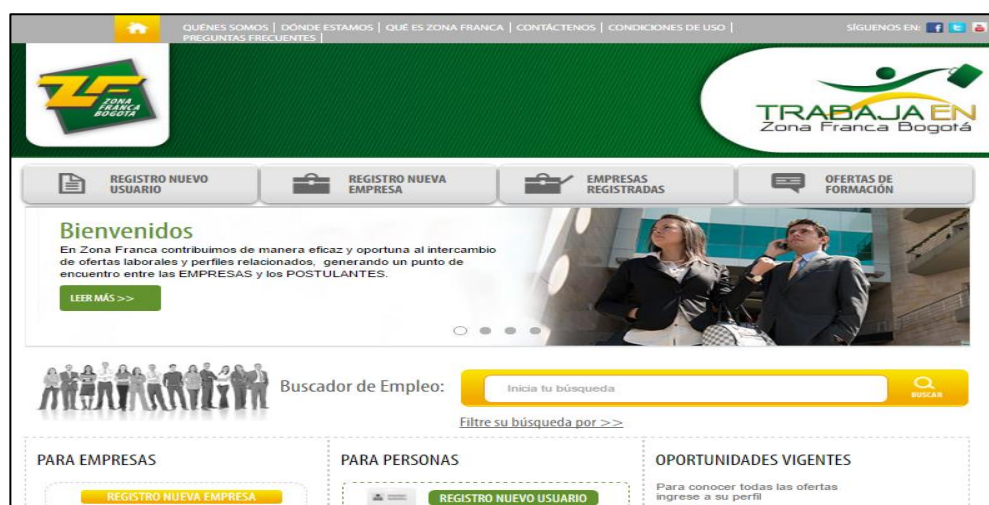 QUÉNES SOMOS | DÓNDE ESTAMOS | QUÉ ES ZONA FRANCA | CONTÁCTENOS | CONDICIONES DE USO |
PREGUNTAS FRECUENTES |
SÍGUENOS EN:
ZF
ZONA
FRANCA
BOGOTA
TRABAJA EN
Zona Franca Bogotá
REGISTRO NUEVO
USUARIO
REGISTRO NUEVA
EMPRESA
EMPRESAS
REGISTRADAS
OFERTAS DE
FORMACIÓN
Bienvenidos
En Zona Franca contribuimos de manera eficaz y oportuna al intercambio
de ofertas laborales y perfiles relacionados, generando un punto de
encuentro entre las EMPRESAS y los POSTULANTES.
LEER MÁS >>
Buscador de Empleo:
Inicia tu búsqueda
BUSCAR
Filtre su búsqueda por >>
PARA EMPRESAS
REGISTRO NUEVA EMPRESA
PARA PERSONAS
REGISTRO NUEVO USUARIO
OPORTUNIDADES VIGENTES
Para conocer todas las ofertas
ingrese a su perfil